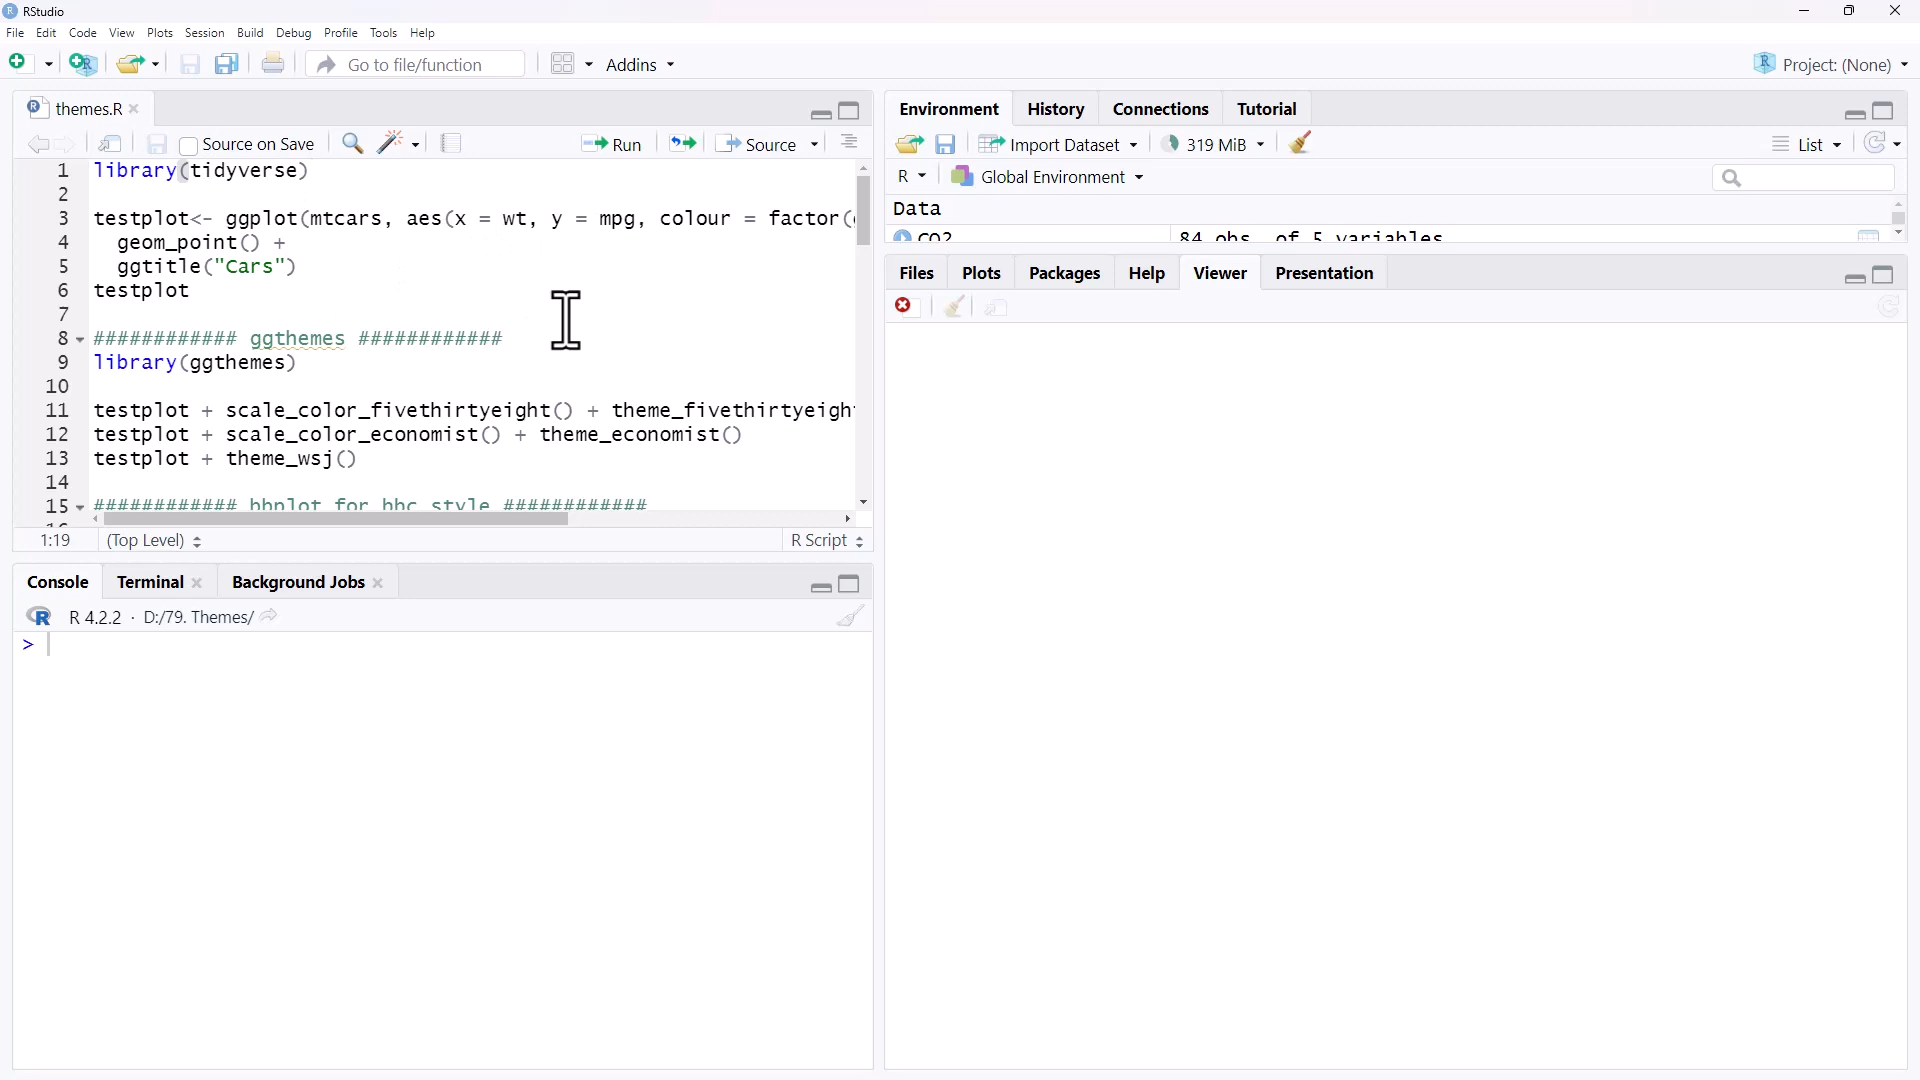 RStudio
File Edit Code View Plots Session Build Debug Profile Tools Help
Go to file/function Addins Project: (None)
themes.R
Source on Save Run Source
1 library(tidyverse)
2
3 testplot<- ggplot(mtcars, aes(x = wt, y = mpg, colour = factor(
4 geom_point() +
5 ggtitle("Cars")
6 testplot
7
8 ############ ggthemes ############
9 library(ggthemes)
10
11 testplot + scale_color_fivethirtyeight() + theme_fivethirtyeigh
12 testplot + scale_color_economist() + theme_economist()
13 testplot + theme_wsj()
14
15 ############ bbplot for bbc style ############
16
1:19 (Top Level) R Script
Console Terminal Background Jobs
R 4.2.2 · D:/79. Themes/
>
Environment History Connections Tutorial
Import Dataset 319 MiB List
R Global Environment
Data
CO2 84 obs. of 5 variables
Files Plots Packages Help Viewer Presentation